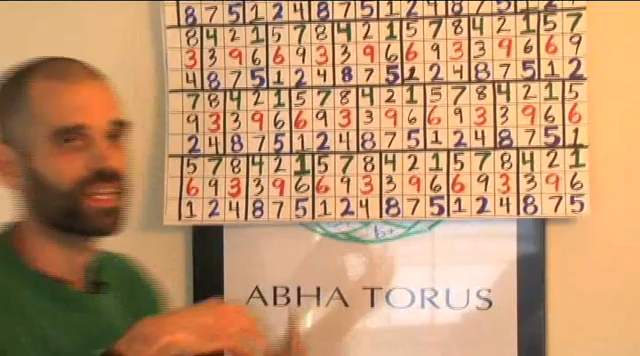 8 7 5 1 2 4 8 7 5 1 2 4 8 7 5 1 2
8 4 2 1 5 7 8 4 2 1 5 7 8 4 2 1 5 7
3 3 9 6 6 9 3 3 9 6 6 9 3 3 9 6 6 9
4 8 7 5 1 2 4 8 7 5 1 2 4 8 7 5 1 2
7 8 4 2 1 5 7 8 4 2 1 5 7 8 4 2 1 5
9 3 3 9 6 6 9 3 3 9 6 6 9 3 3 9 6 6
2 4 8 7 5 1 2 4 8 7 5 1 2 4 8 7 5 1
5 7 8 4 2 1 5 7 8 4 2 1 5 7 8 4 2 1
6 9 3 3 9 6 6 9 3 3 9 6 6 9 3 3 9 6
1 2 4 8 7 5 1 2 4 8 7 5 1 2 4 8 7 5
ABHA TORUS